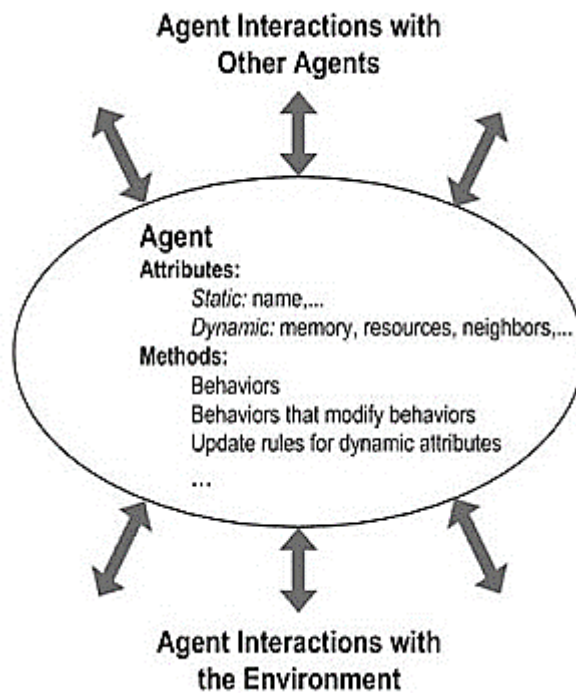 Agent Interactions with
Other Agents
Agent
Attributes:
Static: name,...
Dynamic: memory, resources, neighbors,...
Methods:
Behaviors
Behaviors that modify behaviors
Update rules for dynamic attributes
...
Agent Interactions with
the Environment